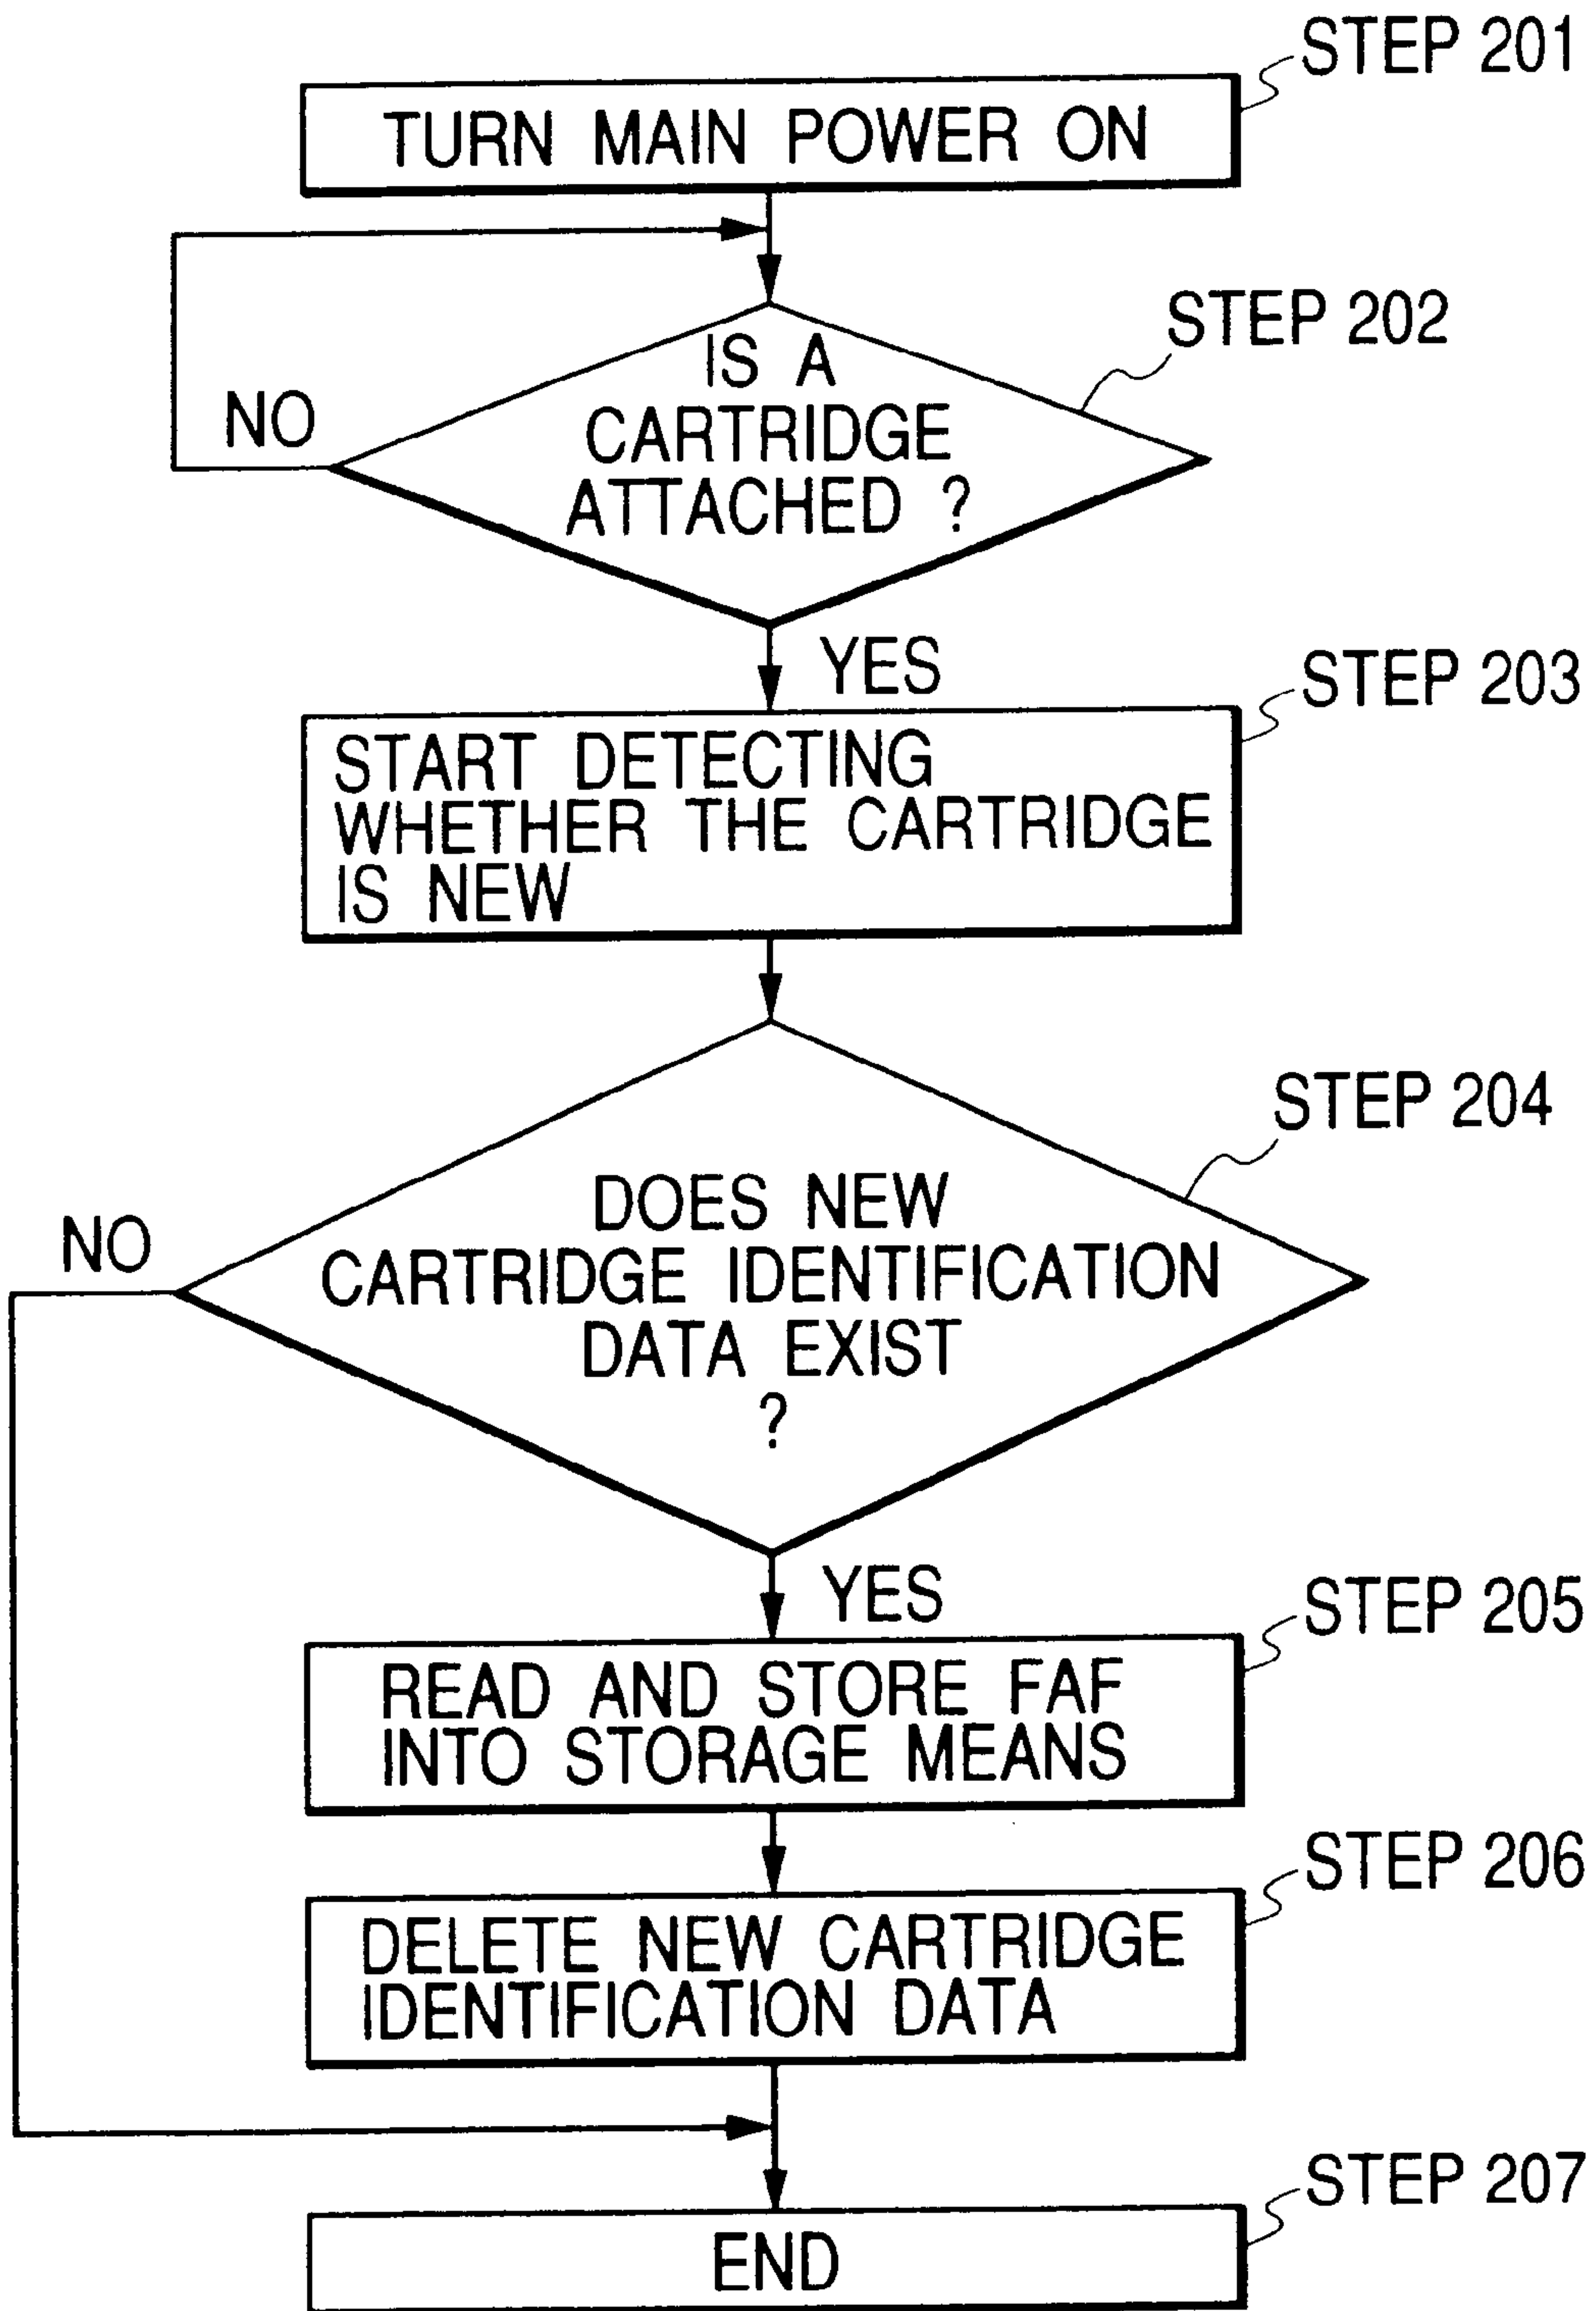 STEP 201
TURN MAIN POWER ON
STEP 202
IS A
CARTRIDGE
ATTACHED ?
NO
YES
STEP 203
START DETECTING
WHETHER THE CARTRIDGE
IS NEW
STEP 204
DOES NEW
CARTRIDGE IDENTIFICATION
DATA EXIST
?
NO
YES
STEP 205
READ AND STORE FAF
INTO STORAGE MEANS
STEP 206
DELETE NEW CARTRIDGE
IDENTIFICATION DATA
STEP 207
END